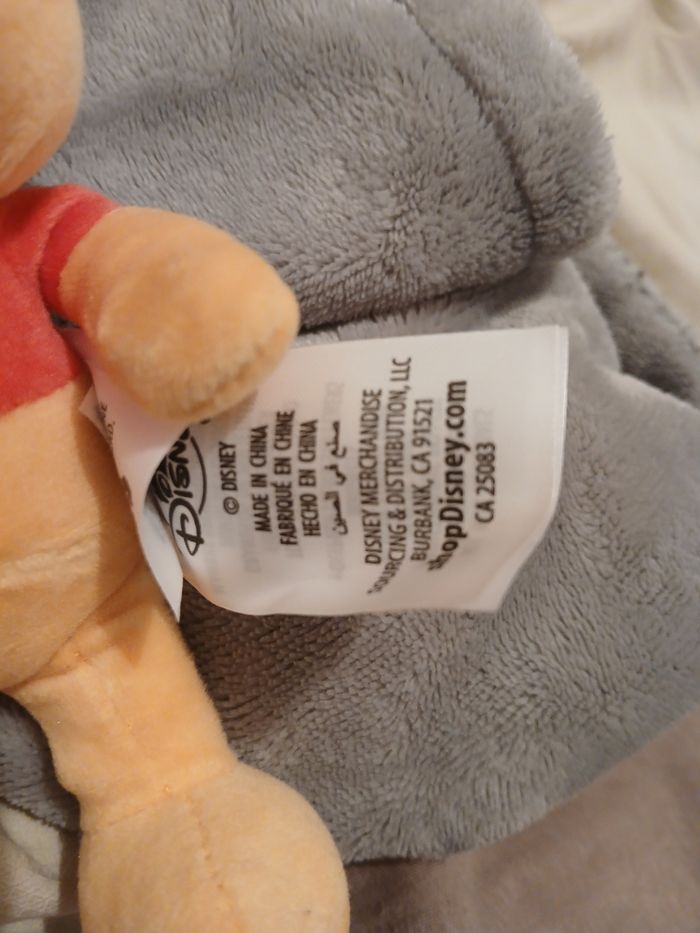 Disney
© DISNEY
MADE IN CHINA
FABRIQUÉ EN CHINE
HECHO EN CHINA
صنع في الصين
DISNEY MERCHANDISE
SOURCING & DISTRIBUTION, LLC
BURBANK, CA 91521
shopDisney.com
CA 25083